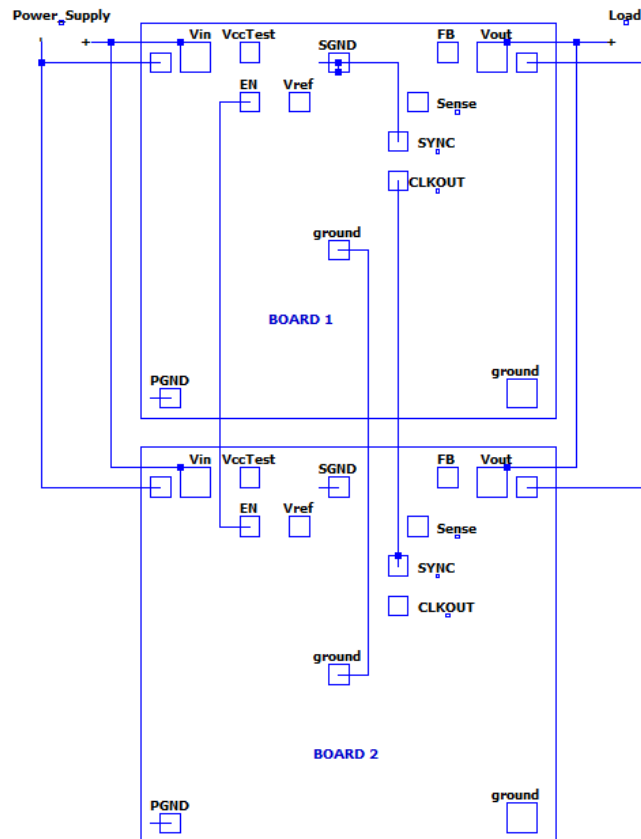 Power_Supply
Load
- +
+
Vin
VccTest
SGND
FB
Vout
EN
Vref
Sense
SYNC
CLKOUT
ground
BOARD 1
PGND
ground
Vin
VccTest
SGND
FB
Vout
EN
Vref
Sense
SYNC
CLKOUT
ground
BOARD 2
PGND
ground